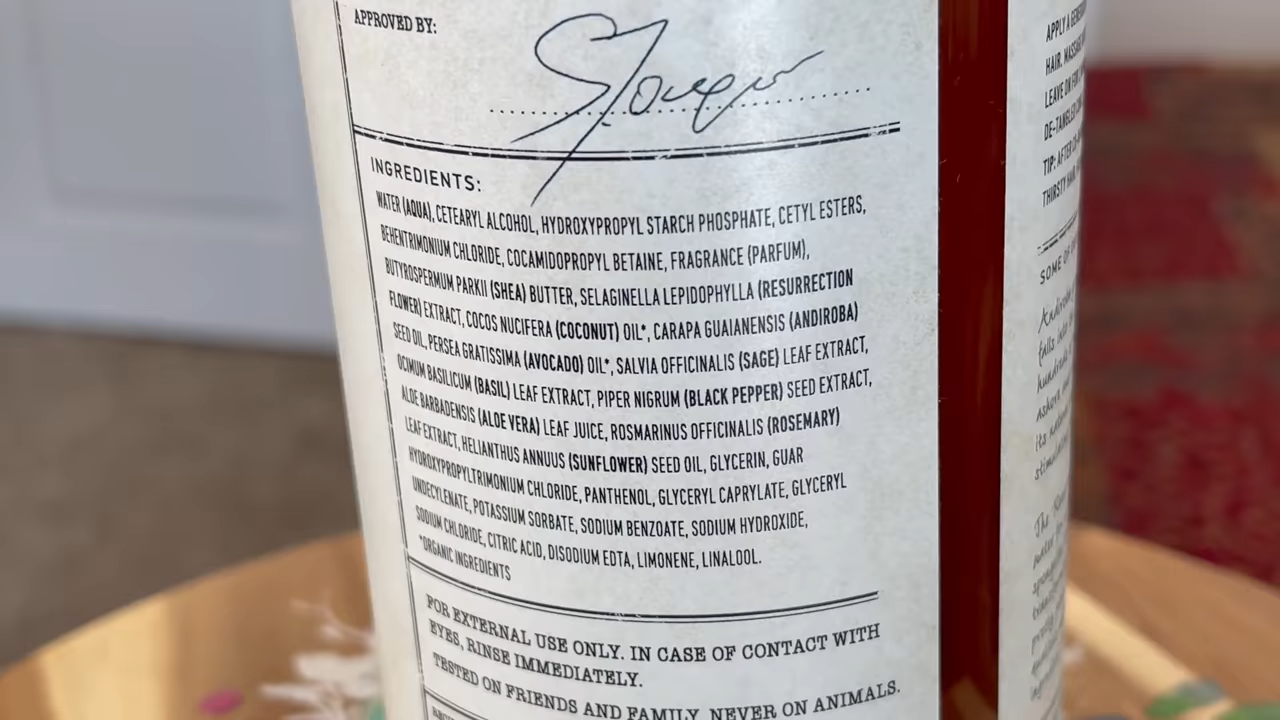 APPROVED BY:
INGREDIENTS:
WATER (AQUA), CETEARYL ALCOHOL, HYDROXYPROPYL STARCH PHOSPHATE, CETYL ESTERS,
BEHENTRIMONIUM CHLORIDE, COCAMIDOPROPYL BETAINE, FRAGRANCE (PARFUM),
BUTYROSPERMUM PARKII (SHEA) BUTTER, SELAGINELLA LEPIDOPHYLLA (RESURRECTION
FLOWER) EXTRACT, COCOS NUCIFERA (COCONUT) OIL*, CARAPA GUAIANENSIS (ANDIROBA)
SEED OIL, PERSEA GRATISSIMA (AVOCADO) OIL*, SALVIA OFFICINALIS (SAGE) LEAF EXTRACT,
OCIMUM BASILICUM (BASIL) LEAF EXTRACT, PIPER NIGRUM (BLACK PEPPER) SEED EXTRACT,
ALOE BARBADENSIS (ALOE VERA) LEAF JUICE, ROSMARINUS OFFICINALIS (ROSEMARY)
LEAF EXTRACT, HELIANTHUS ANNUUS (SUNFLOWER) SEED OIL, GLYCERIN, GUAR
HYDROXYPROPYLTRIMONIUM CHLORIDE, PANTHENOL, GLYCERYL CAPRYLATE, GLYCERYL
UNDECYLENATE, POTASSIUM SORBATE, SODIUM BENZOATE, SODIUM HYDROXIDE,
SODIUM CHLORIDE, CITRIC ACID, DISODIUM EDTA, LIMONENE, LINALOOL.
*ORGANIC INGREDIENTS
FOR EXTERNAL USE ONLY. IN CASE OF CONTACT WITH
EYES, RINSE IMMEDIATELY.
TESTED ON FRIENDS AND FAMILY, NEVER ON ANIMALS.
APPLY A
HAIR.
LEAVE ON
TIP: AFTER
THIRSTY
SOME OF